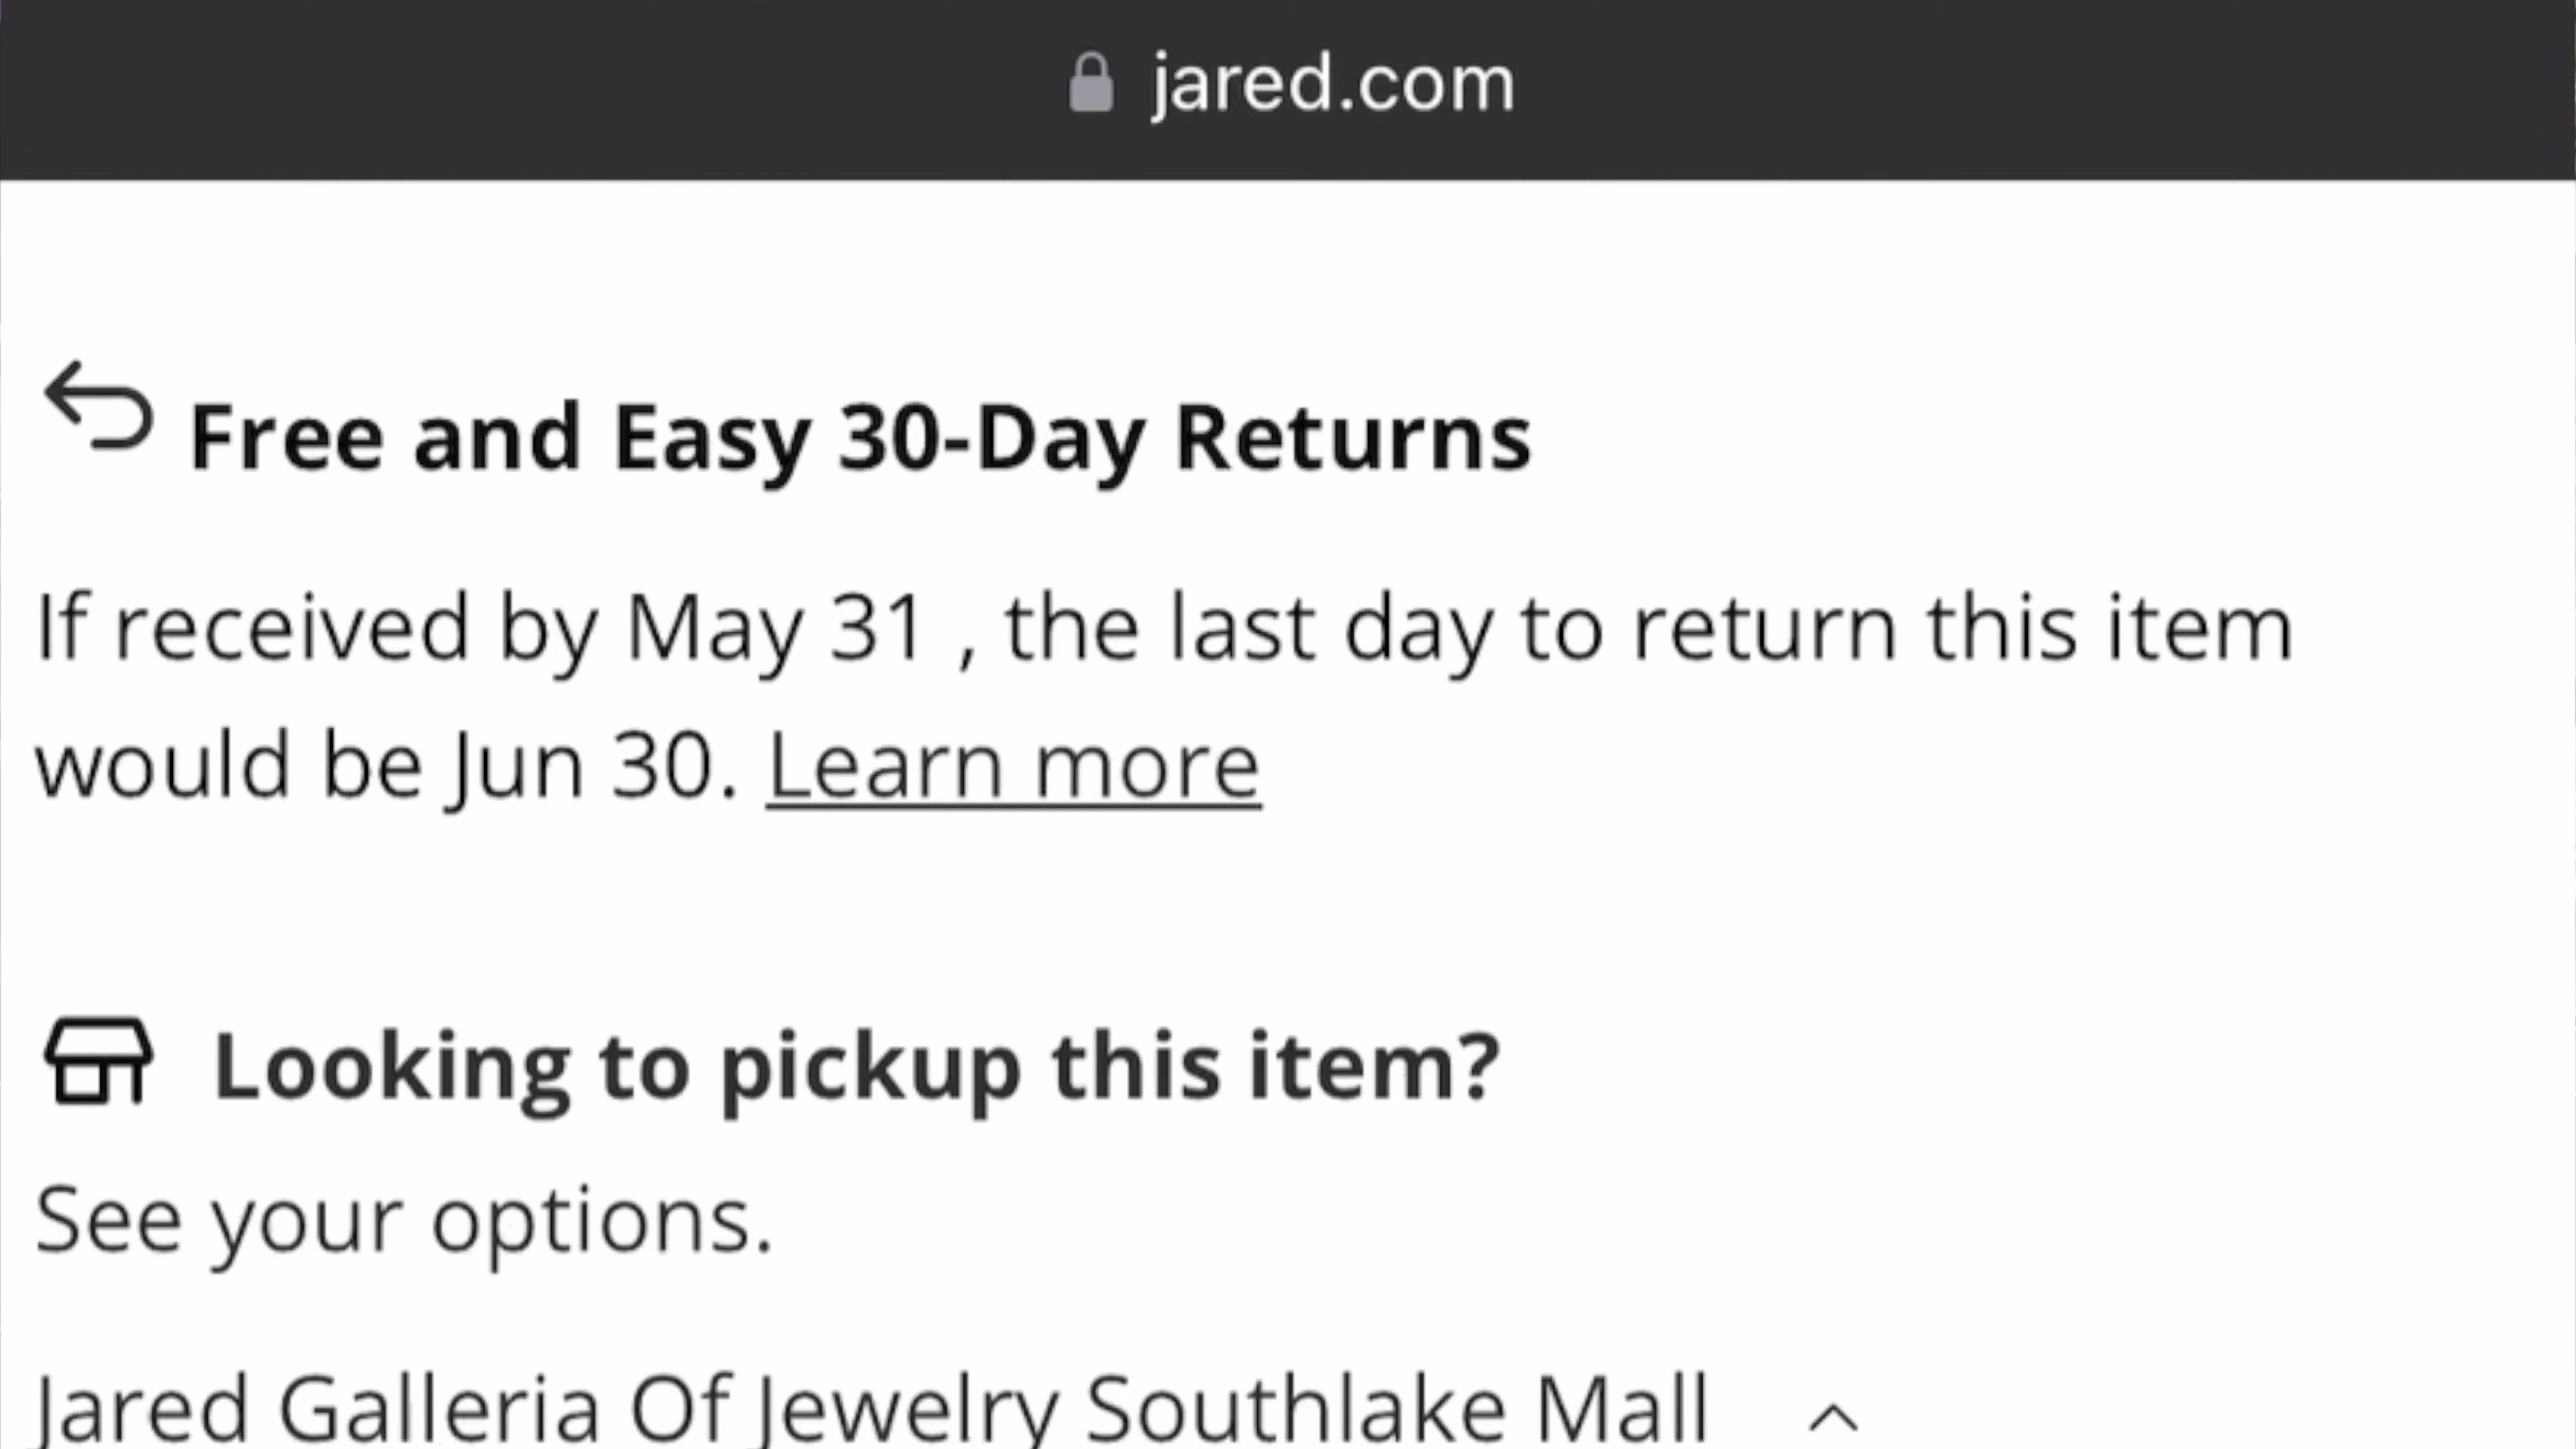 jared.com
Free and Easy 30-Day Returns
If received by May 31 , the last day to return this item
would be Jun 30. Learn more
Looking to pickup this item?
See your options.
Jared Galleria Of Jewelry Southlake Mall